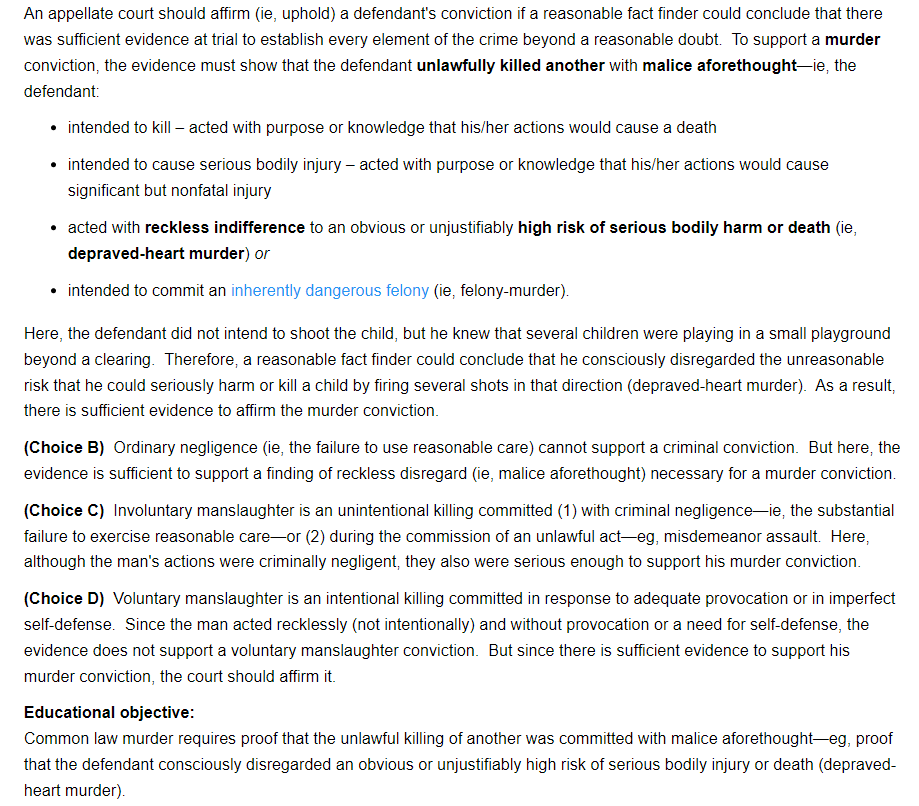 An appellate court should affirm (ie, uphold) a defendant's conviction if a reasonable fact finder could conclude that there
was sufficient evidence at trial to establish every element of the crime beyond a reasonable doubt.  To support a murder
conviction, the evidence must show that the defendant unlawfully killed another with malice aforethought—ie, the
defendant:
• intended to kill – acted with purpose or knowledge that his/her actions would cause a death
• intended to cause serious bodily injury – acted with purpose or knowledge that his/her actions would cause
significant but nonfatal injury
• acted with reckless indifference to an obvious or unjustifiably high risk of serious bodily harm or death (ie,
depraved-heart murder) or
• intended to commit an inherently dangerous felony (ie, felony-murder).
Here, the defendant did not intend to shoot the child, but he knew that several children were playing in a small playground
beyond a clearing.  Therefore, a reasonable fact finder could conclude that he consciously disregarded the unreasonable
risk that he could seriously harm or kill a child by firing several shots in that direction (depraved-heart murder).  As a result,
there is sufficient evidence to affirm the murder conviction.
(Choice B)  Ordinary negligence (ie, the failure to use reasonable care) cannot support a criminal conviction.  But here, the
evidence is sufficient to support a finding of reckless disregard (ie, malice aforethought) necessary for a murder conviction.
(Choice C)  Involuntary manslaughter is an unintentional killing committed (1) with criminal negligence—ie, the substantial
failure to exercise reasonable care—or (2) during the commission of an unlawful act—eg, misdemeanor assault.  Here,
although the man's actions were criminally negligent, they also were serious enough to support his murder conviction.
(Choice D)  Voluntary manslaughter is an intentional killing committed in response to adequate provocation or in imperfect
self-defense.  Since the man acted recklessly (not intentionally) and without provocation or a need for self-defense, the
evidence does not support a voluntary manslaughter conviction.  But since there is sufficient evidence to support his
murder conviction, the court should affirm it.
Educational objective:
Common law murder requires proof that the unlawful killing of another was committed with malice aforethought—eg, proof
that the defendant consciously disregarded an obvious or unjustifiably high risk of serious bodily injury or death (depraved-
heart murder).